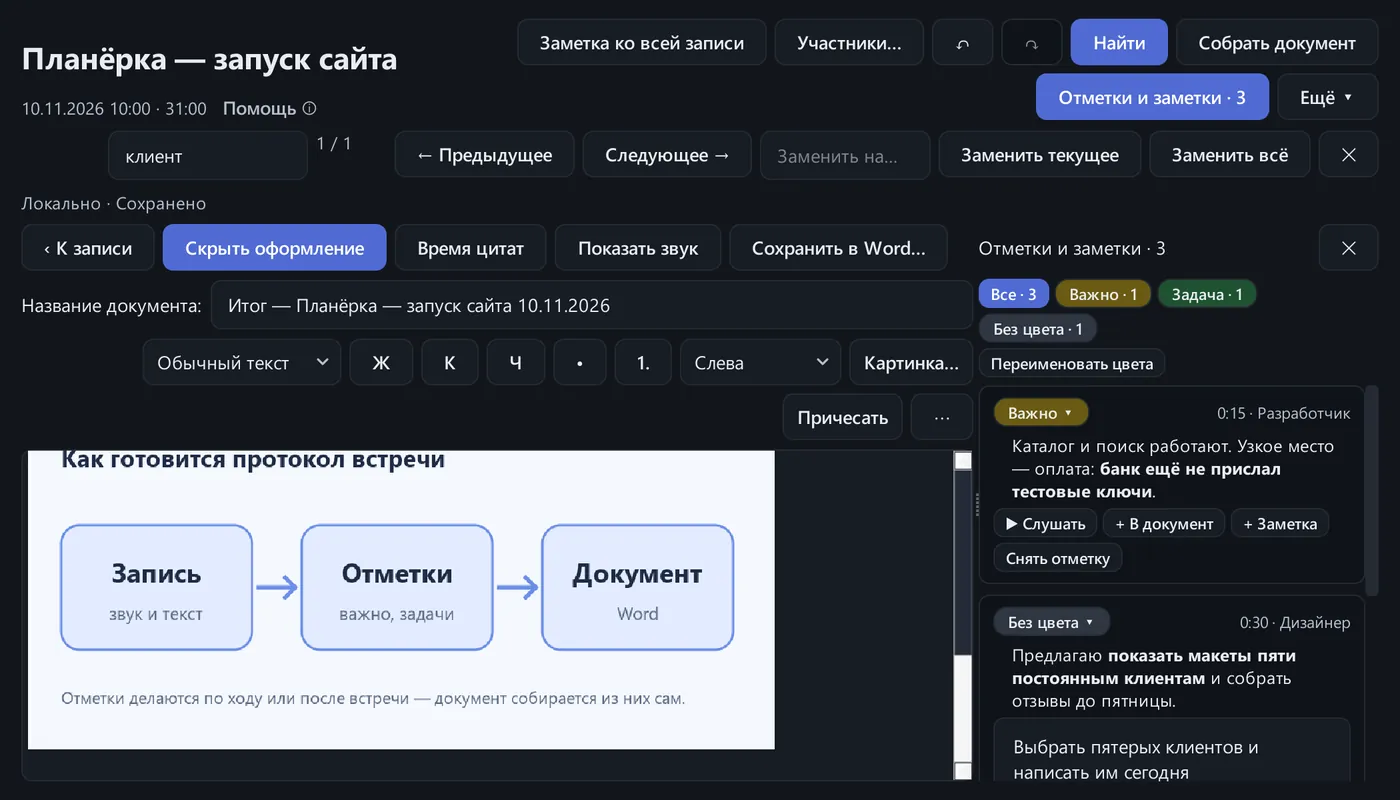 Планёрка — запуск сайта
Заметка ко всей записи
Участники...
Найти
Собрать документ
Отметки и заметки · 3
Ещё ▾
10.11.2026 10:00 · 31:00 Помощь ⓘ
клиент
1 / 1
← Предыдущее
Следующее →
Заменить на...
Заменить текущее
Заменить всё
Локально · Сохранено
‹ К записи
Скрыть оформление
Время цитат
Показать звук
Сохранить в Word...
Название документа:
Итог — Планёрка — запуск сайта 10.11.2026
Обычный текст
Ж
К
Ч
•
1.
Слева
Картинка...
Причесать
...
Как готовится протокол встречи
Запись
звук и текст
Отметки
важно, задачи
Документ
Word
Отметки делаются по ходу или после встречи — документ собирается из них сам.
Отметки и заметки · 3
Все · 3
Важно · 1
Задача · 1
Без цвета · 1
Переименовать цвета
Важно ▾
0:15 · Разработчик
Каталог и поиск работают. Узкое место
— оплата: банк ещё не прислал
тестовые ключи.
▶ Слушать
+ В документ
+ Заметка
Снять отметку
Без цвета ▾
0:30 · Дизайнер
Предлагаю показать макеты пяти
постоянным клиентам и собрать
отзывы до пятницы.
Выбрать пятерых клиентов и
написать им сегодня